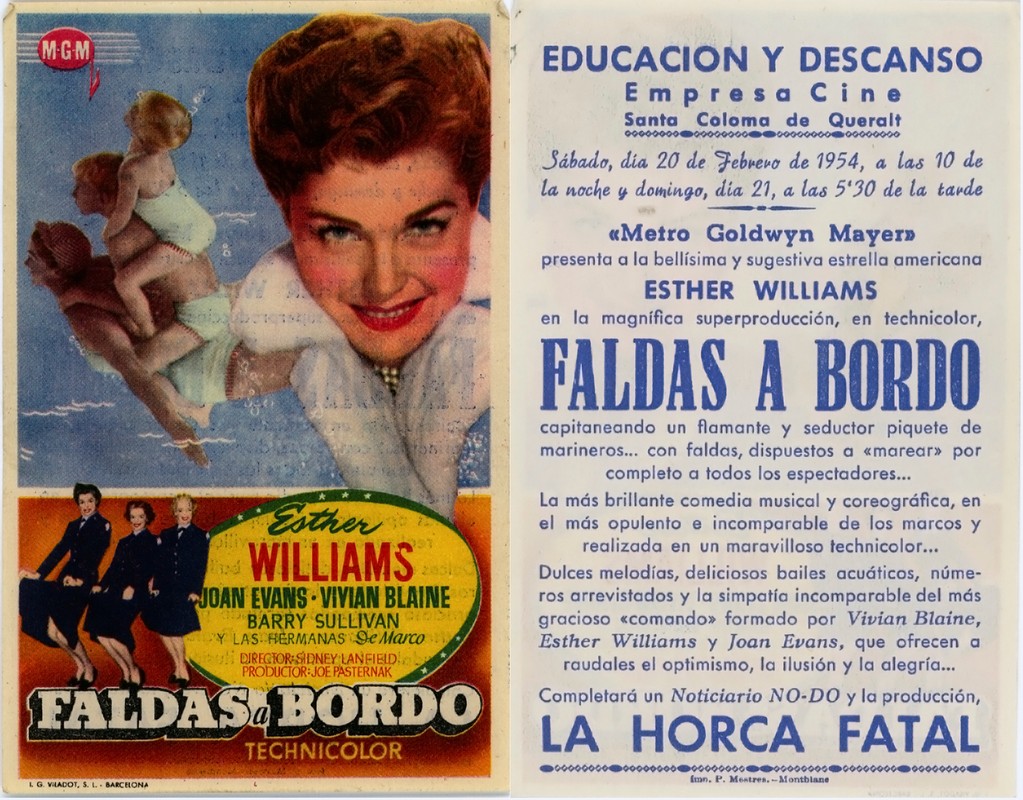 M-G-M
Esther
WILLIAMS
JOAN EVANS · VIVIAN BLAINE
BARRY SULLIVAN
Y LAS HERMANAS De Marco
DIRECTOR: SIDNEY LANFIELD
PRODUCTOR: JOE PASTERNAK
FALDAS a BORDO
TECHNICOLOR
I. G. VILADOT, S. L. - BARCELONA
EDUCACION Y DESCANSO
Empresa Cine
Santa Coloma de Queralt
Sábado, día 20 de Febrero de 1954, a las 10 de
la noche y domingo, día 21, a las 5'30 de la tarde
«Metro Goldwyn Mayer»
presenta a la bellísima y sugestiva estrella americana
ESTHER WILLIAMS
en la magnífica superproducción, en technicolor,
FALDAS A BORDO
capitaneando un flamante y seductor piquete de
marineros... con faldas, dispuestos a «marear» por
completo a todos los espectadores...
La más brillante comedia musical y coreográfica, en
el más opulento e incomparable de los marcos y
realizada en un maravilloso technicolor...
Dulces melodías, deliciosos bailes acuáticos, núme-
ros arrevistados y la simpatía incomparable del más
gracioso «comando» formado por Vivian Blaine,
Esther Williams y Joan Evans, que ofrecen a
raudales el optimismo, la ilusión y la alegría...
Completará un Noticiario NO-DO y la producción,
LA HORCA FATAL
Imp. P. Mestres.-Montblanc